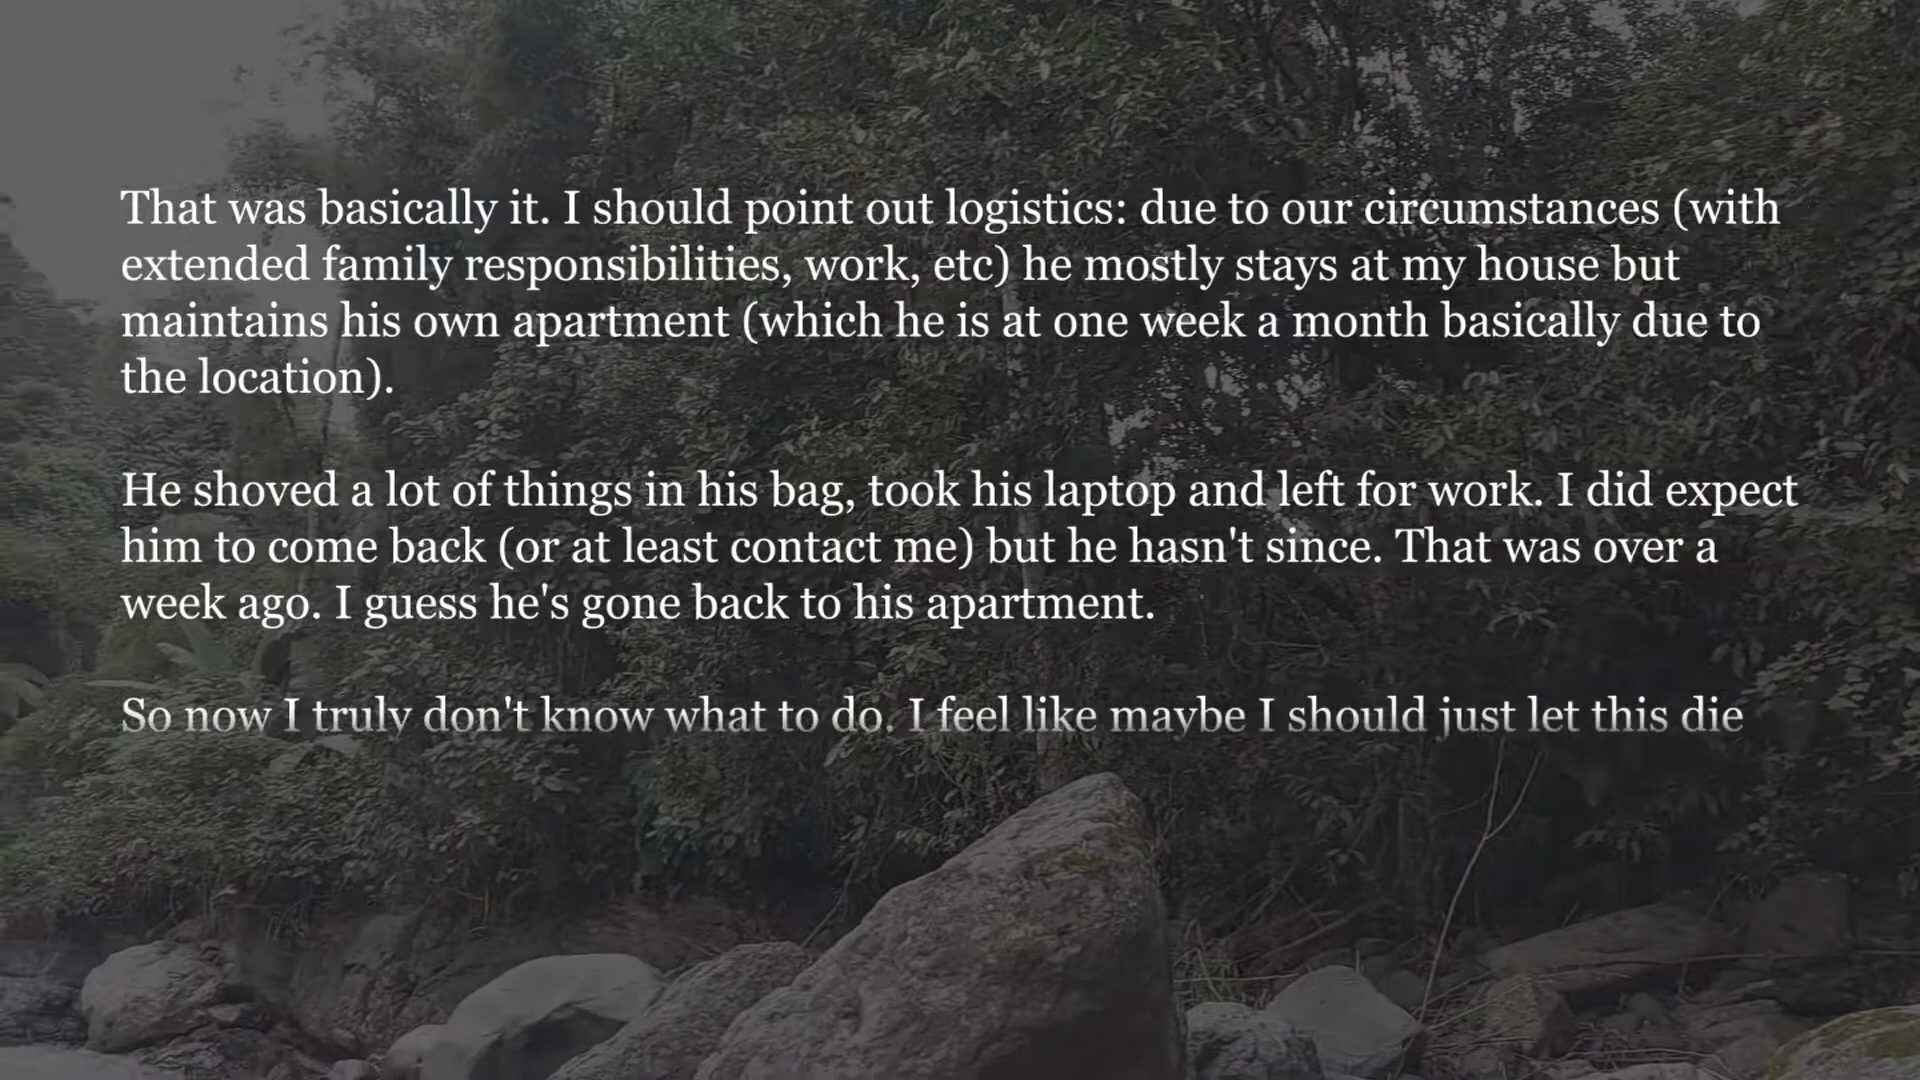 That was basically it. I should point out logistics: due to our circumstances (with
extended family responsibilities, work, etc) he mostly stays at my house but
maintains his own apartment (which he is at one week a month basically due to
the location).
He shoved a lot of things in his bag, took his laptop and left for work. I did expect
him to come back (or at least contact me) but he hasn't since. That was over a
week ago. I guess he's gone back to his apartment.
So now I truly don't know what to do. I feel like maybe I should just let this die